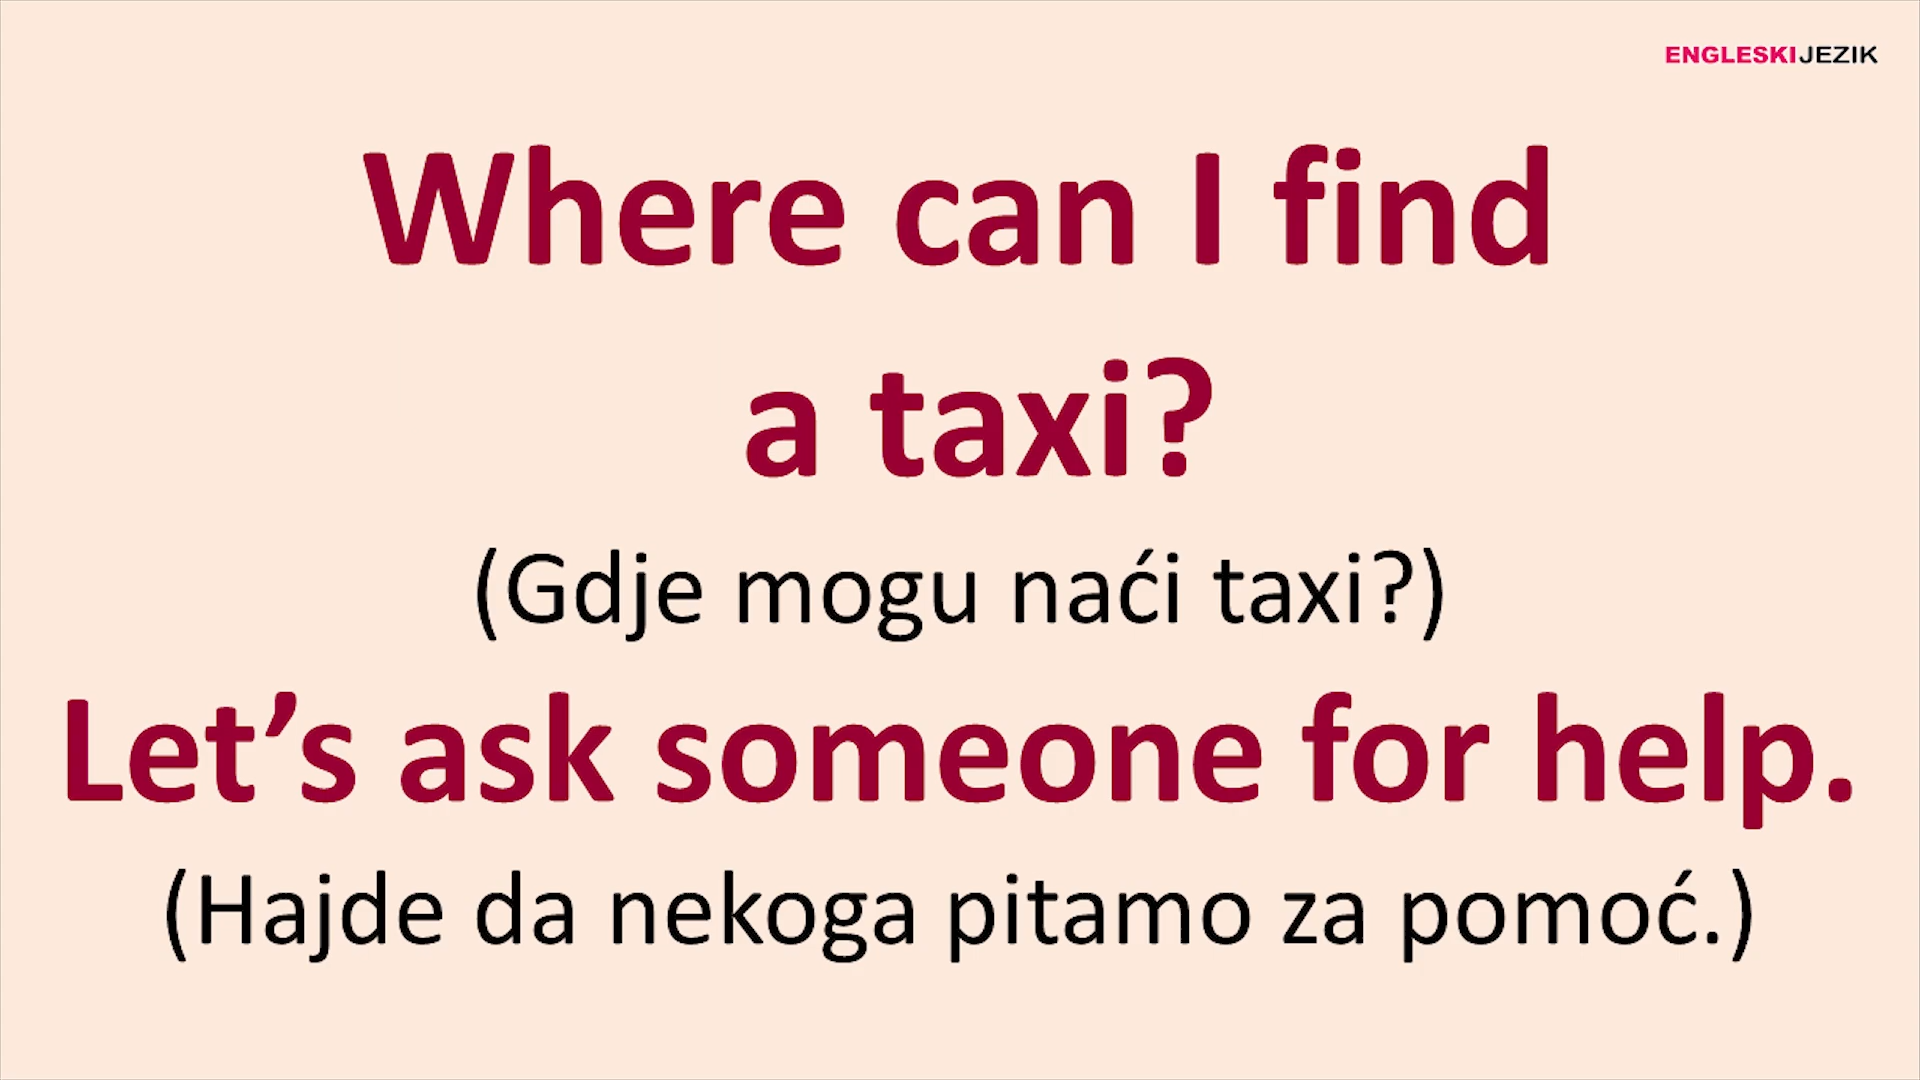 ENGLESKIJEZIK
Where can I find
a taxi?
(Gdje mogu naći taxi?)
Let’s ask someone for help.
(Hajde da nekoga pitamo za pomoć.)